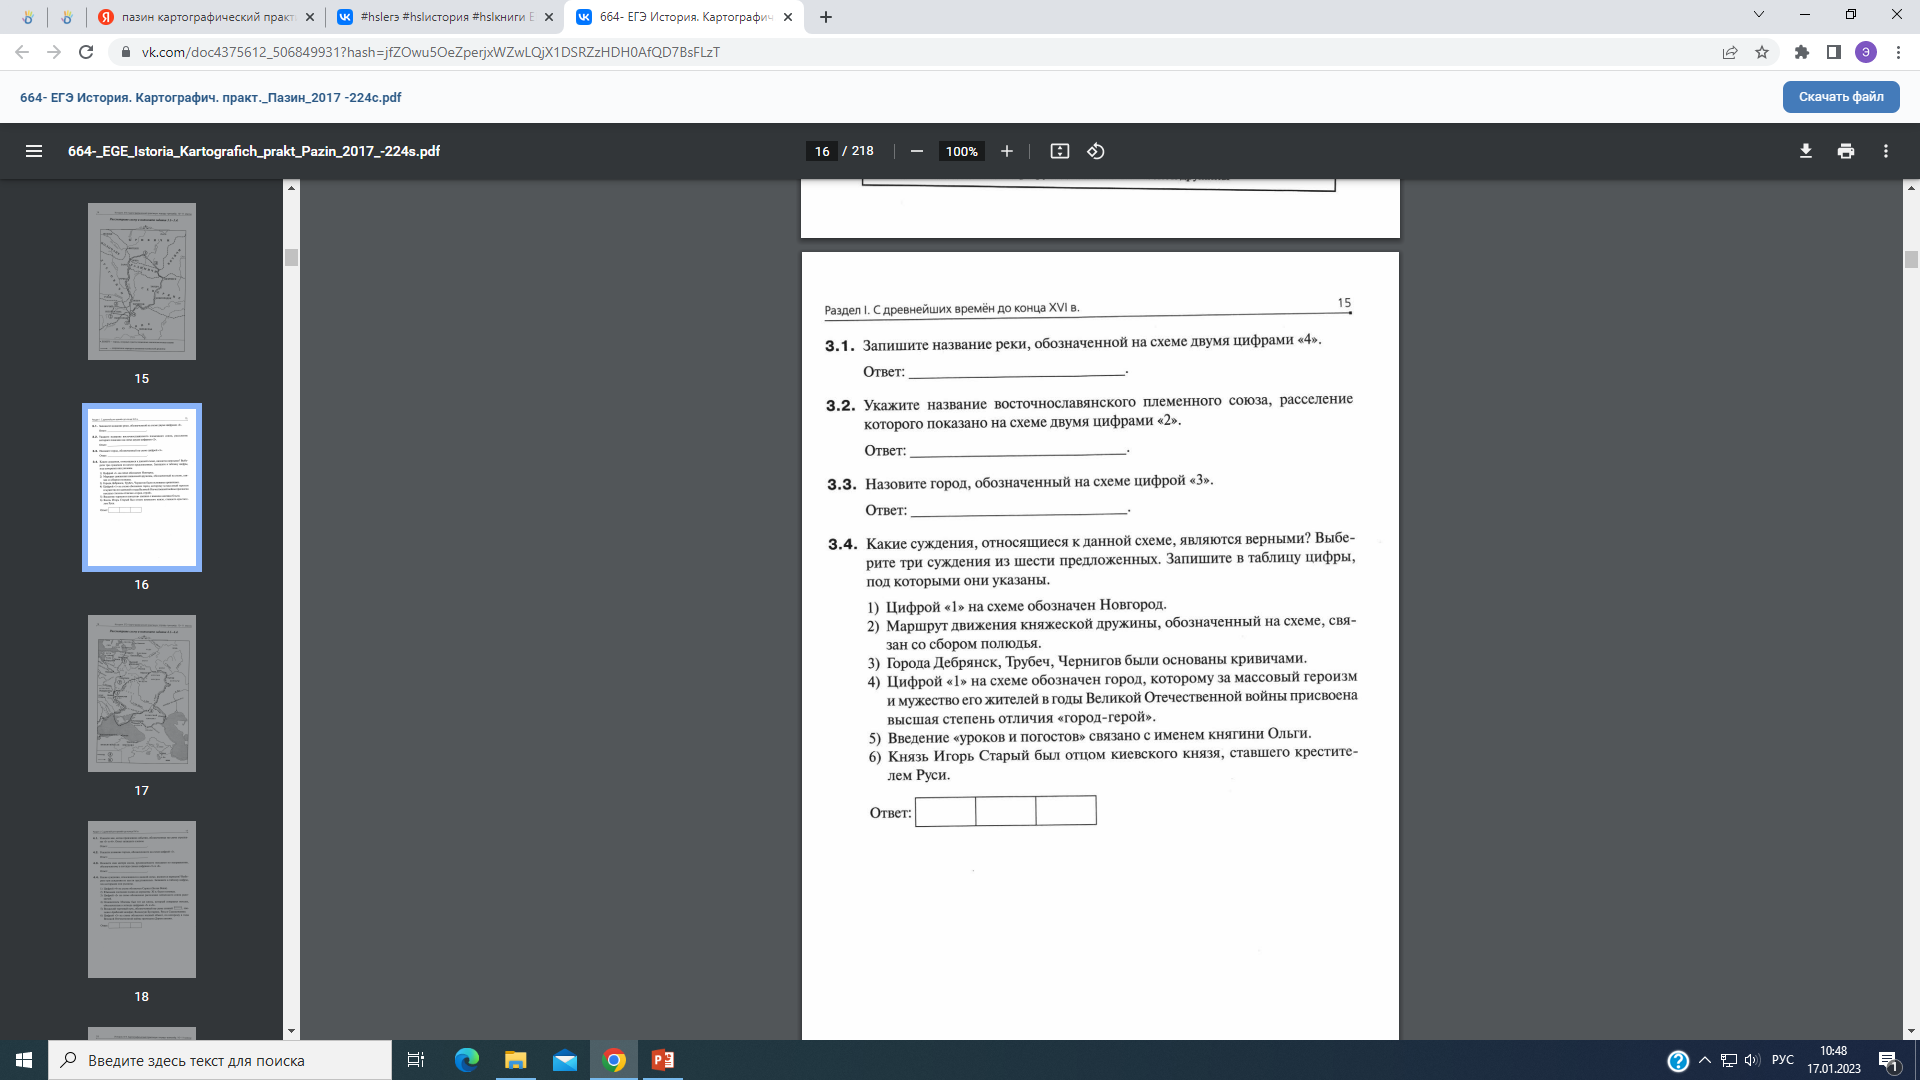 пазин картографический практи
#hslегэ #hslистория #hslкниги Е
664- ЕГЭ История. Картографич
vk.com/doc4375612_506849931?hash=jfZOwu5OeZperjxWZwLQjX1DSRZzHDH0AfQD7BsFLzT
Э
664- ЕГЭ История. Картографич. практ._Пазин_2017 -224с.pdf
Скачать файл
664-_EGE_Istoria_Kartografich_prakt_Pazin_2017_-224s.pdf
16 / 218
100%
15
16
17
18
Раздел I. С древнейших времён до конца XVI в.
15
3.1. Запишите название реки, обозначенной на схеме двумя цифрами «4».
Ответ: .
3.2. Укажите название восточнославянского племенного союза, расселение
которого показано на схеме двумя цифрами «2».
Ответ: .
3.3. Назовите город, обозначенный на схеме цифрой «3».
Ответ: .
3.4. Какие суждения, относящиеся к данной схеме, являются верными? Выбе-
рите три суждения из шести предложенных. Запишите в таблицу цифры,
под которыми они указаны.
1) Цифрой «1» на схеме обозначен Новгород.
2) Маршрут движения княжеской дружины, обозначенный на схеме, свя-
зан со сбором полюдья.
3) Города Дебрянск, Трубеч, Чернигов были основаны кривичами.
4) Цифрой «1» на схеме обозначен город, которому за массовый героизм
и мужество его жителей в годы Великой Отечественной войны присвоена
высшая степень отличия «город-герой».
5) Введение «уроков и погостов» связано с именем княгини Ольги.
6) Князь Игорь Старый был отцом киевского князя, ставшего крестите-
лем Руси.
Ответ:
Введите здесь текст для поиска
РУС
10:48
17.01.2023
1